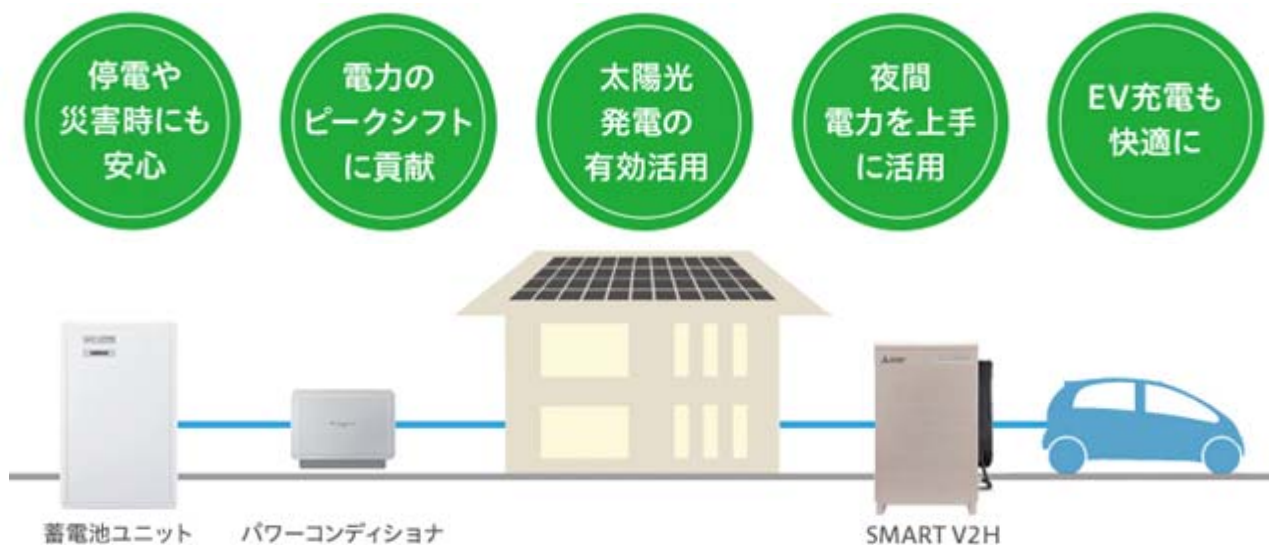 停電や
災害時にも
安心
電力の
ピークシフト
に貢献
太陽光
発電の
有効活用
夜間
電力を上手
に活用
EV充電も
快適に
蓄電池ユニット
パワーコンディショナ
SMART V2H